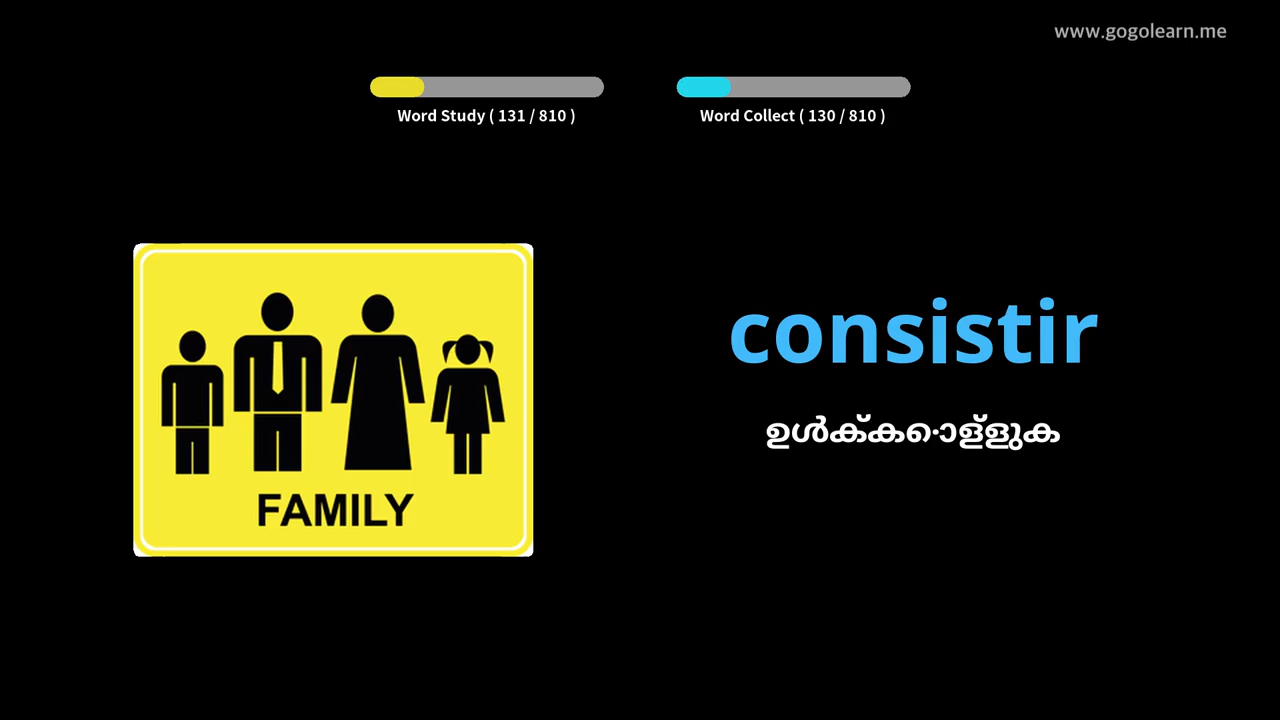 www.gogolearn.me
Word Study ( 131 / 810 )
Word Collect ( 130 / 810 )
FAMILY
consistir
ഉൾക്കൊള്ളുക